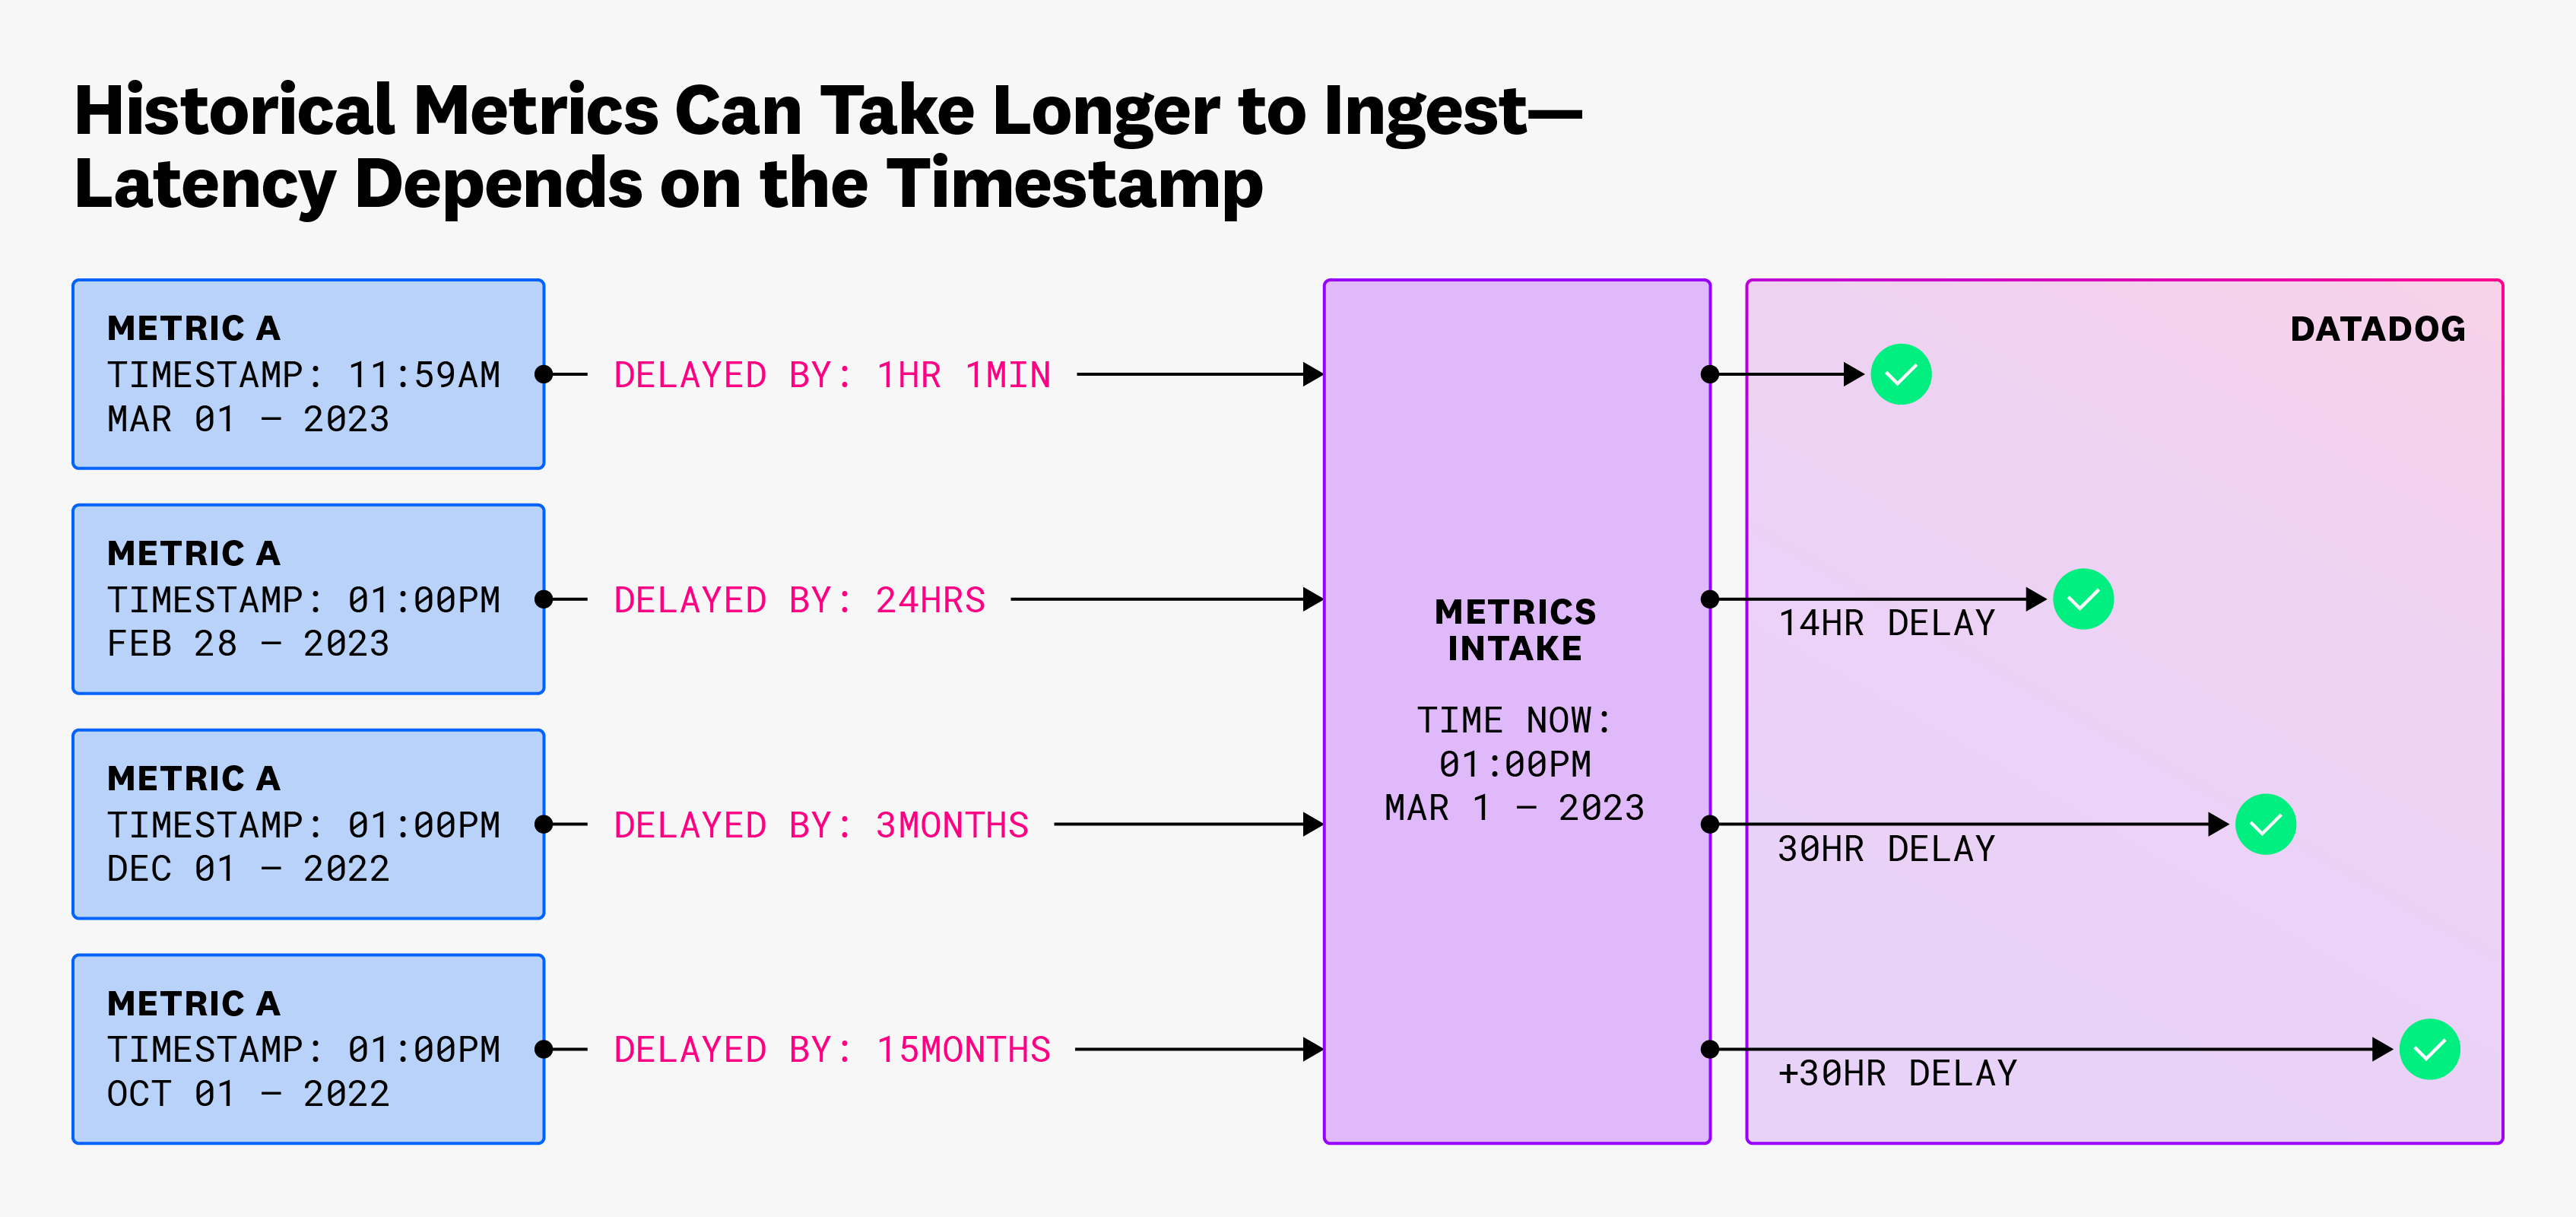 Historical Metrics Can Take Longer to Ingest—
Latency Depends on the Timestamp
METRIC A
TIMESTAMP: 11:59AM
MAR 01 – 2023
DELAYED BY: 1HR 1MIN
METRIC A
TIMESTAMP: 01:00PM
FEB 28 – 2023
DELAYED BY: 24HRS
METRIC A
TIMESTAMP: 01:00PM
DEC 01 – 2022
DELAYED BY: 3MONTHS
METRIC A
TIMESTAMP: 01:00PM
OCT 01 – 2022
DELAYED BY: 15MONTHS
METRICS
INTAKE
TIME NOW:
01:00PM
MAR 1 – 2023
DATADOG
14HR DELAY
30HR DELAY
+30HR DELAY